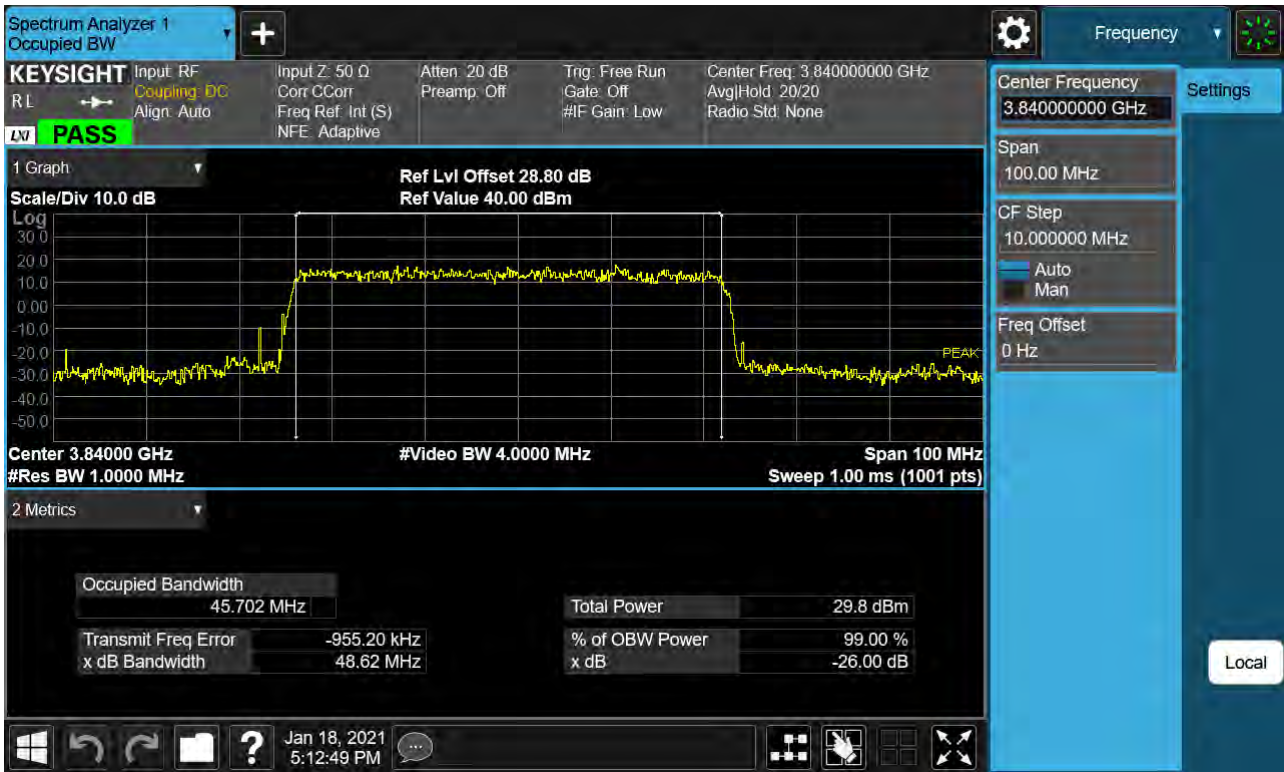 Spectrum Analyzer 1
Occupied BW
+
Frequency
KEYSIGHT
R L
LXI PASS
Input: RF
Coupling: DC
Align: Auto
Input Z: 50 Ω
Corr CCorr
Freq Ref: Int (S)
NFE: Adaptive
Atten: 20 dB
Preamp: Off
Trig: Free Run
Gate: Off
#IF Gain: Low
Center Freq: 3.840000000 GHz
Avg|Hold: 20/20
Radio Std: None
Center Frequency
3.840000000 GHz
Settings
Span
100.00 MHz
CF Step
10.000000 MHz
Auto
Man
Freq Offset
0 Hz
Local
1 Graph
Scale/Div 10.0 dB
Ref Lvl Offset 28.80 dB
Ref Value 40.00 dBm
Log
30.0
20.0
10.0
0.00
-10.0
-20.0
-30.0
-40.0
-50.0
PEAK
Center 3.84000 GHz
#Video BW 4.0000 MHz
Span 100 MHz
#Res BW 1.0000 MHz
Sweep 1.00 ms (1001 pts)
2 Metrics
Occupied Bandwidth
45.702 MHz
Total Power 29.8 dBm
Transmit Freq Error -955.20 kHz
% of OBW Power 99.00 %
x dB Bandwidth 48.62 MHz
x dB -26.00 dB
?
Jan 18, 2021
5:12:49 PM